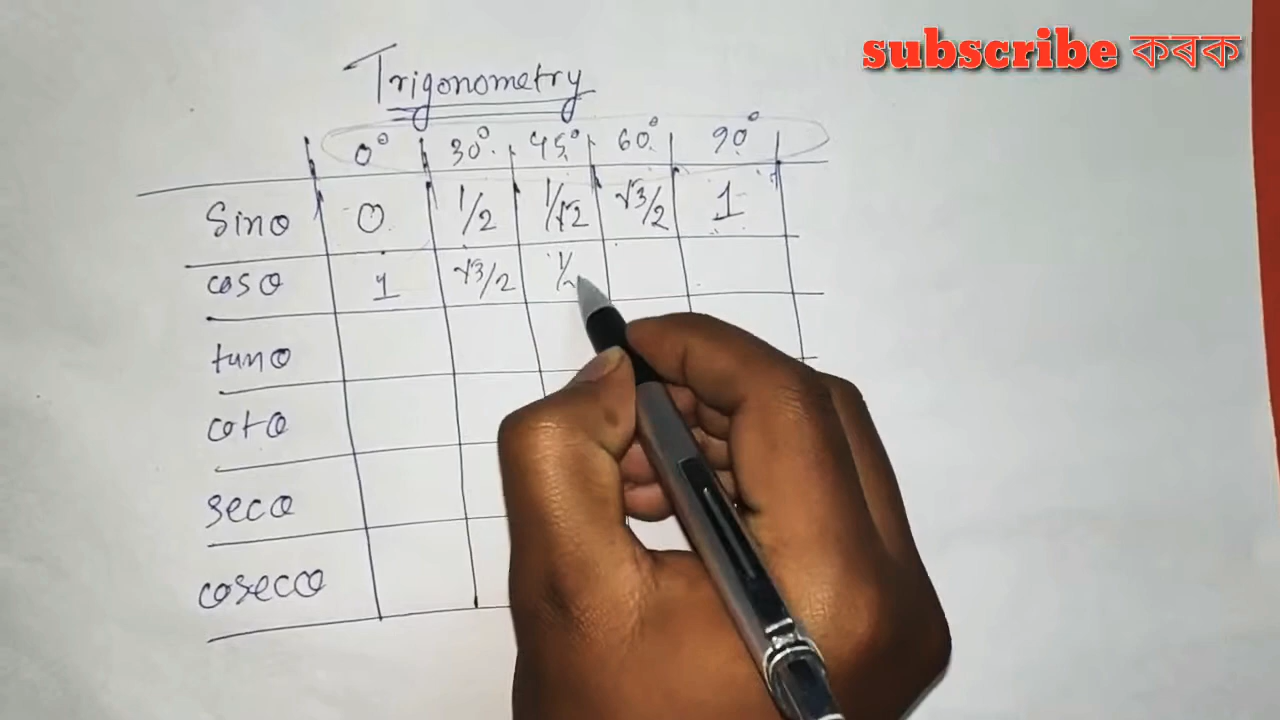 subscribe কৰক
Trigonometry
0° 30° 45° 60° 90°
Sinθ 0 1/2 1/√2 √3/2 1
cosθ 1 √3/2
tanθ
cotθ
secθ
cosecθ